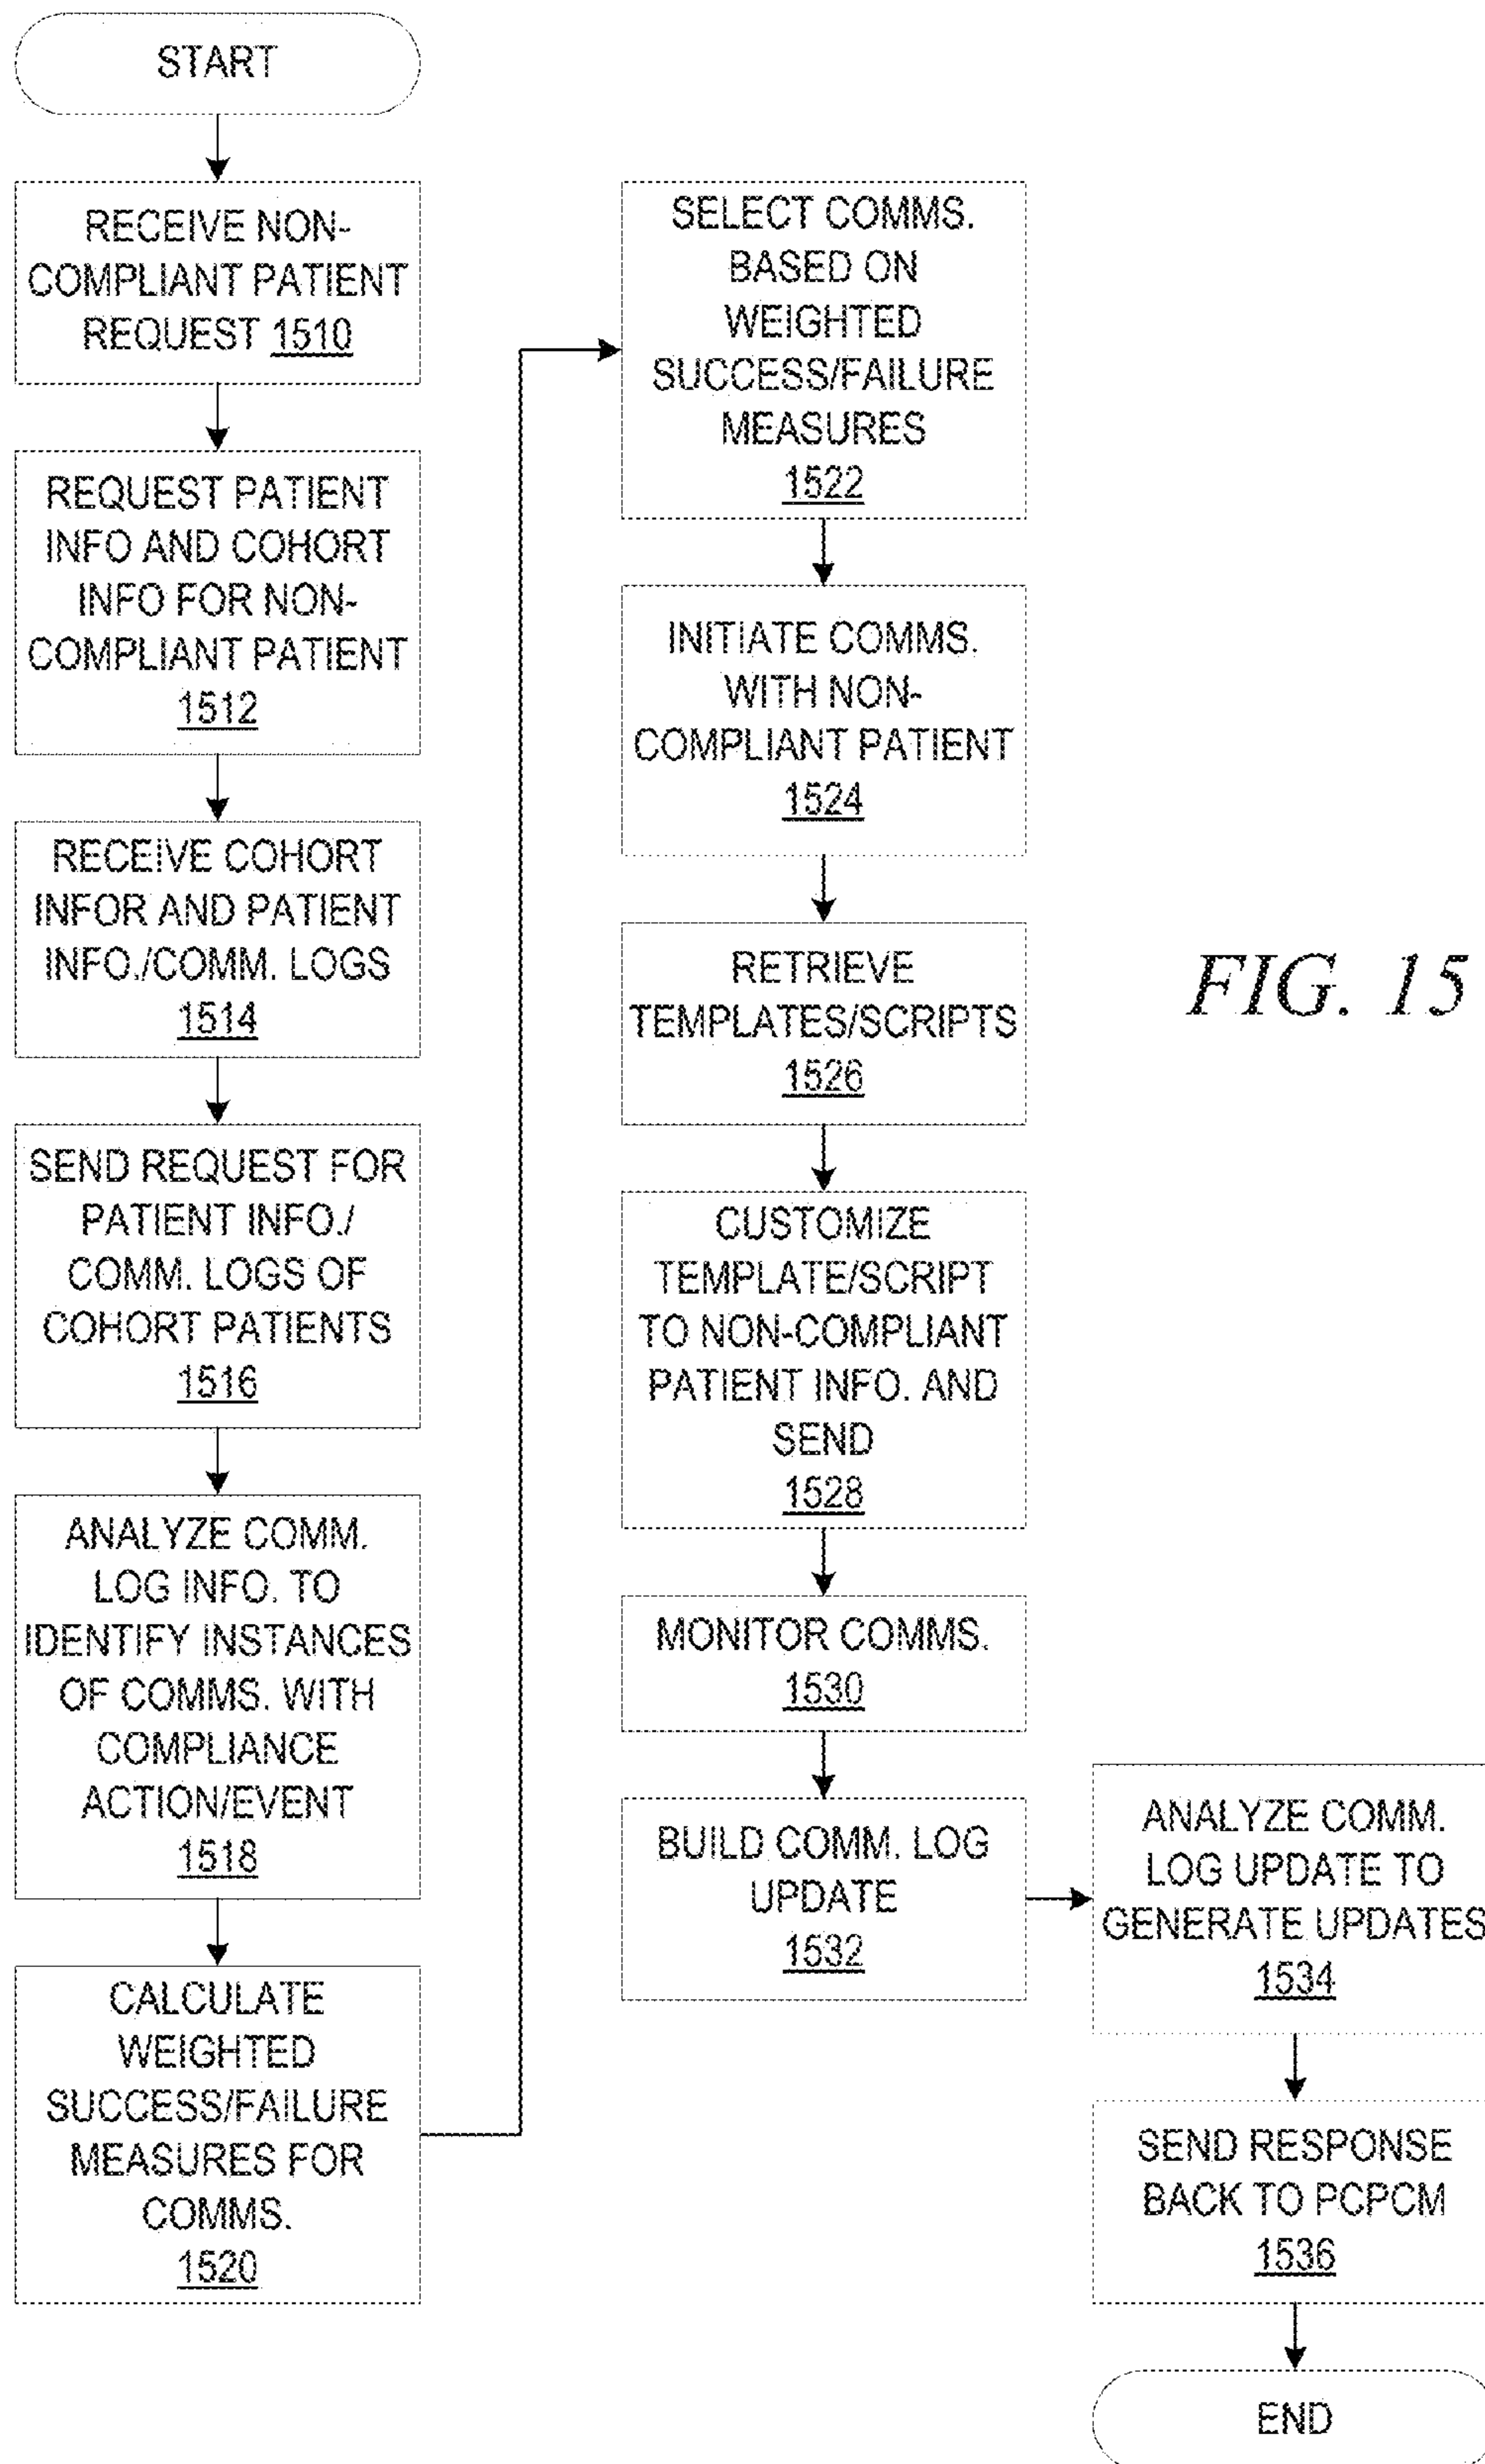 START
RECEIVE NON-
COMPLIANT PATIENT
REQUEST 1510
REQUEST PATIENT
INFO AND COHORT
INFO FOR NON-
COMPLIANT PATIENT
1512
RECEIVE COHORT
INFOR AND PATIENT
INFO./COMM. LOGS
1514
SEND REQUEST FOR
PATIENT INFO./
COMM. LOGS OF
COHORT PATIENTS
1516
ANALYZE COMM.
LOG INFO. TO
IDENTIFY INSTANCES
OF COMMS. WITH
COMPLIANCE
ACTION/EVENT
1518
CALCULATE
WEIGHTED
SUCCESS/FAILURE
MEASURES FOR
COMMS.
1520
SELECT COMMS.
BASED ON
WEIGHTED
SUCCESS/FAILURE
MEASURES
1522
INITIATE COMMS.
WITH NON-
COMPLIANT PATIENT
1524
RETRIEVE
TEMPLATES/SCRIPTS
1526
CUSTOMIZE
TEMPLATE/SCRIPT
TO NON-COMPLIANT
PATIENT INFO. AND
SEND
1528
MONITOR COMMS.
1530
BUILD COMM. LOG
UPDATE
1532
ANALYZE COMM.
LOG UPDATE TO
GENERATE UPDATES
1534
SEND RESPONSE
BACK TO PCPCM
1536
END
FIG. 15